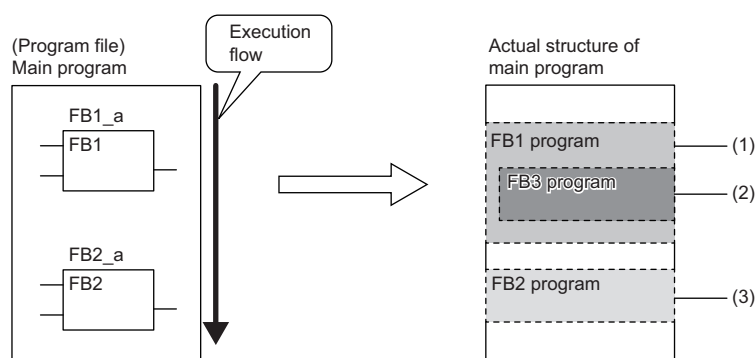 (Program file)
Main program
Execution
flow
FB1_a
FB1
FB2_a
FB2
Actual structure of
main program
FB1 program
(1)
FB3 program
(2)
FB2 program
(3)